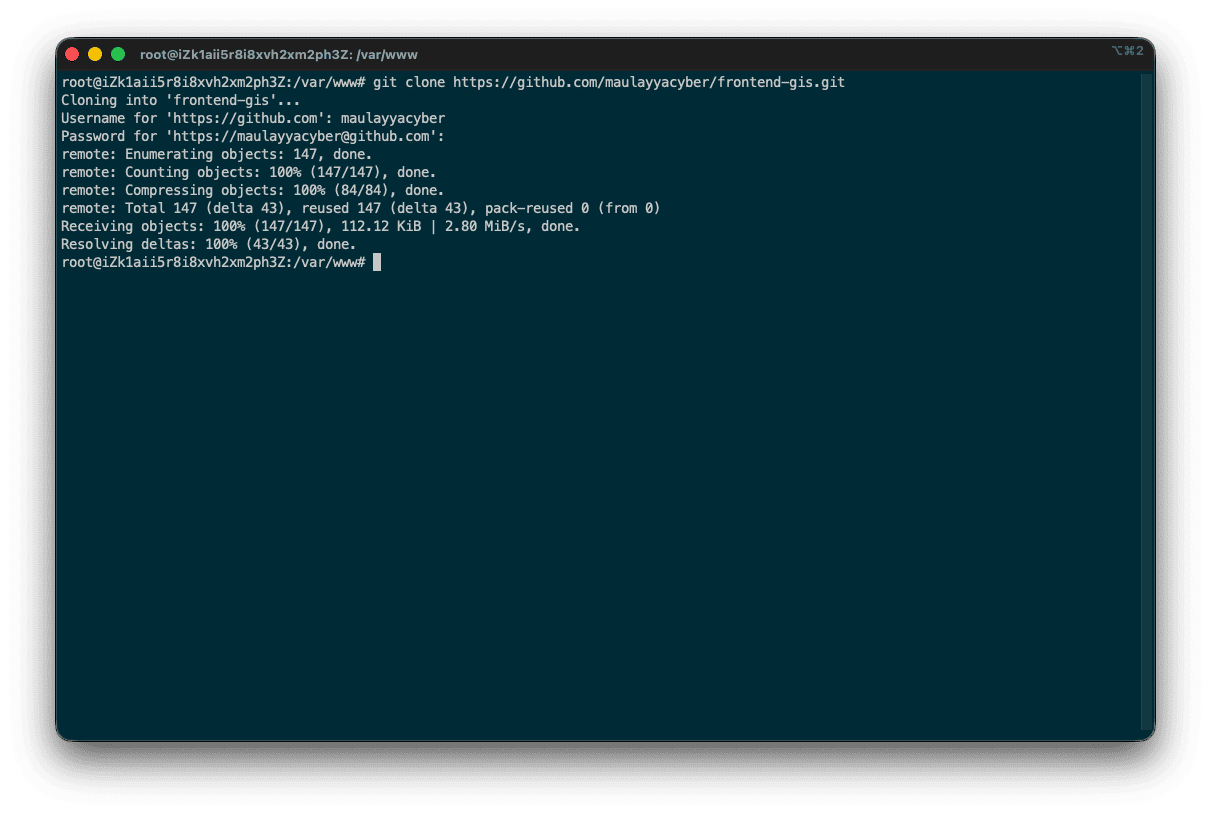 root@iZk1aii5r8i8xvh2xm2ph3Z: /var/www
⌥⌘2
root@iZk1aii5r8i8xvh2xm2ph3Z:/var/www# git clone https://github.com/maulayyacyber/frontend-gis.git
Cloning into 'frontend-gis'...
Username for 'https://github.com': maulayyacyber
Password for 'https://maulayyacyber@github.com':
remote: Enumerating objects: 147, done.
remote: Counting objects: 100% (147/147), done.
remote: Compressing objects: 100% (84/84), done.
remote: Total 147 (delta 43), reused 147 (delta 43), pack-reused 0 (from 0)
Receiving objects: 100% (147/147), 112.12 KiB | 2.80 MiB/s, done.
Resolving deltas: 100% (43/43), done.
root@iZk1aii5r8i8xvh2xm2ph3Z:/var/www#